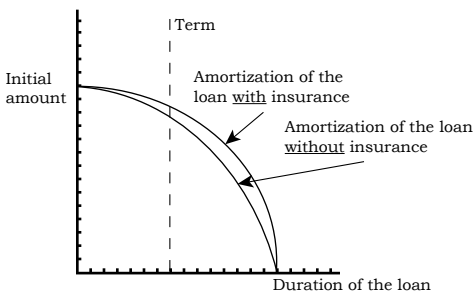 Term
Initial
amount
Amortization of the
loan with insurance
Amortization of the loan
without insurance
Duration of the loan